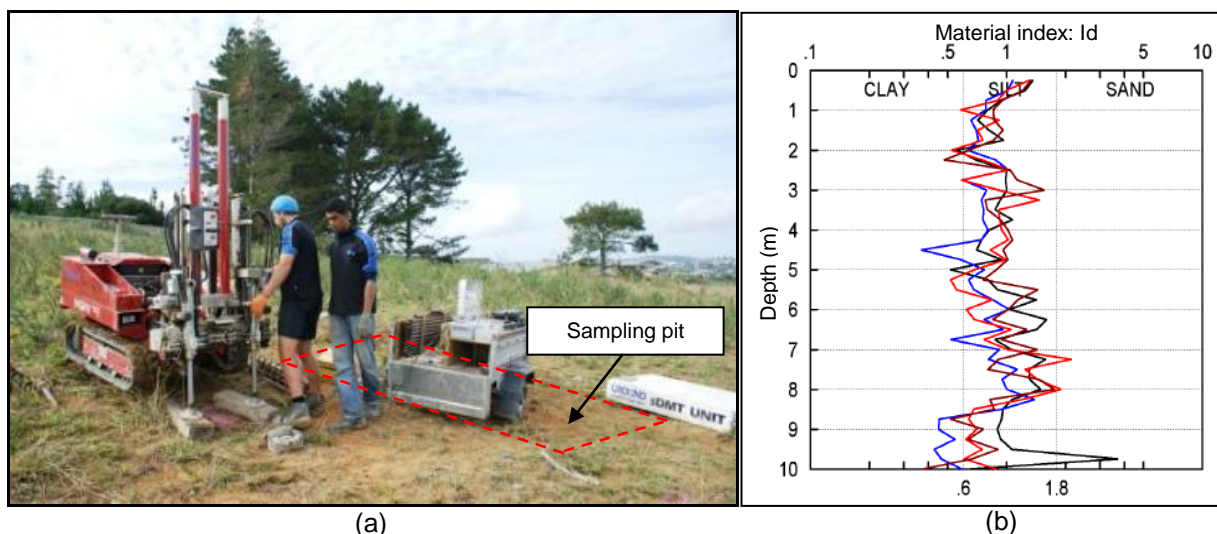 Sampling pit
GROUND
sDMT UNIT
(a)
Material index: Id
.1 .5 1 5 10
CLAY SILT SAND
Depth (m)
0
1
2
3
4
5
6
7
8
9
10
.6 1.8
(b)